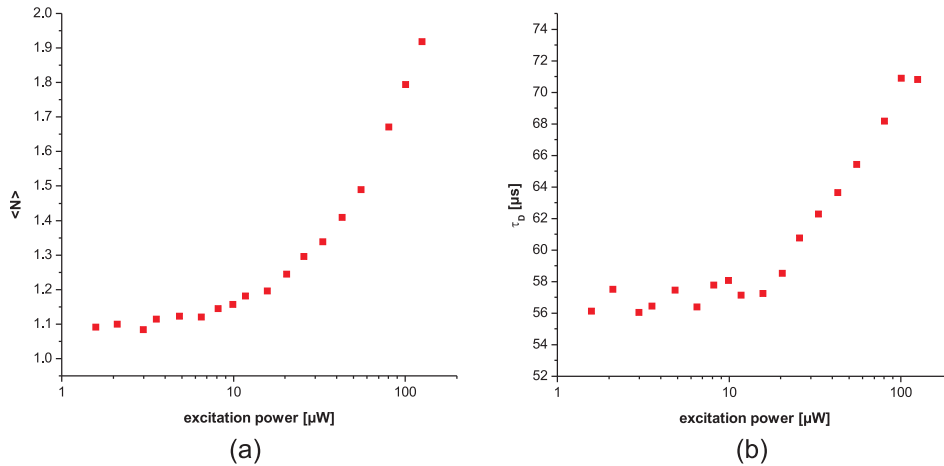 2.0
1.9
1.8
1.7
1.6
1.5
1.4
1.3
1.2
1.1
1.0
<N>
1 10 100
excitation power [µW]
(a)
74
72
70
68
66
64
62
60
58
56
54
52
τD [µs]
1 10 100
excitation power [µW]
(b)